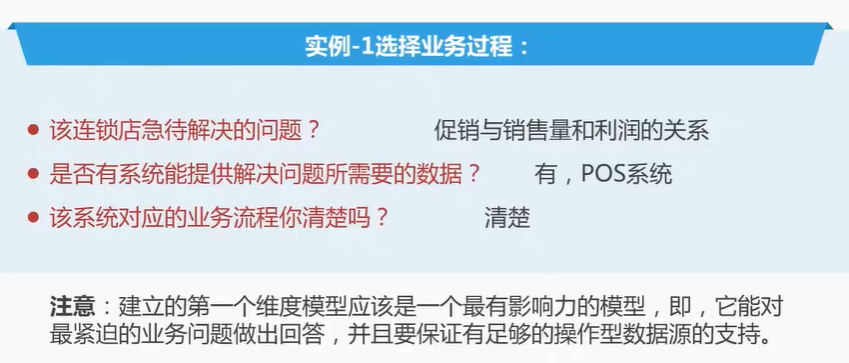 实例-1选择业务过程：
该连锁店急待解决的问题？ 促销与销售量和利润的关系
是否有系统能提供解决问题所需要的数据？ 有，POS系统
该系统对应的业务流程你清楚吗？ 清楚
注意：建立的第一个维度模型应该是一个最有影响力的模型，即，它能对
最紧迫的业务问题做出回答，并且要保证有足够的操作型数据源的支持。